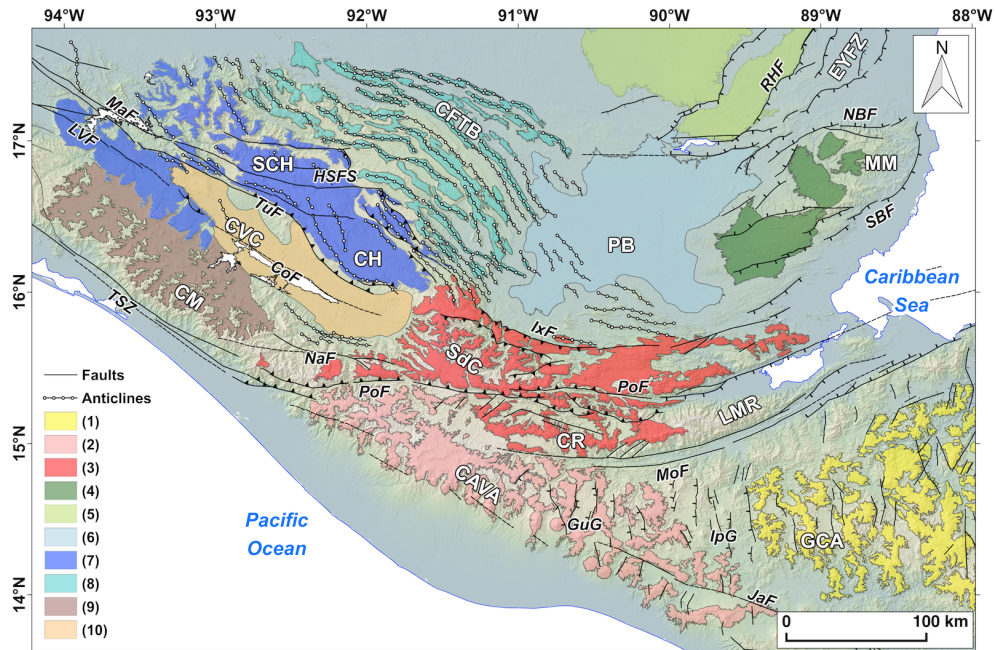 94°W 93°W 92°W 91°W 90°W 89°W 88°W
17°N
16°N
15°N
14°N
N
RHF
EYFZ
NBF
MM
SBF
CFTB
MaF
LVF
SCH
HSFS
TuF
CVC
CH
CoF
CM
TSZ
PB
Caribbean
Sea
IxF
SdC
NaF
PoF
PoF
LMR
CR
MoF
CAVA
GuG
IpG
GCA
JaF
Pacific
Ocean
Faults
Anticlines
(1)
(2)
(3)
(4)
(5)
(6)
(7)
(8)
(9)
(10)
0 100 km